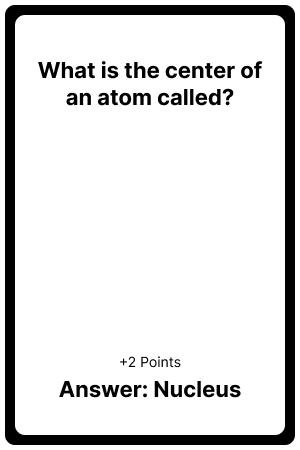 What is the center of
an atom called?
+2 Points
Answer: Nucleus